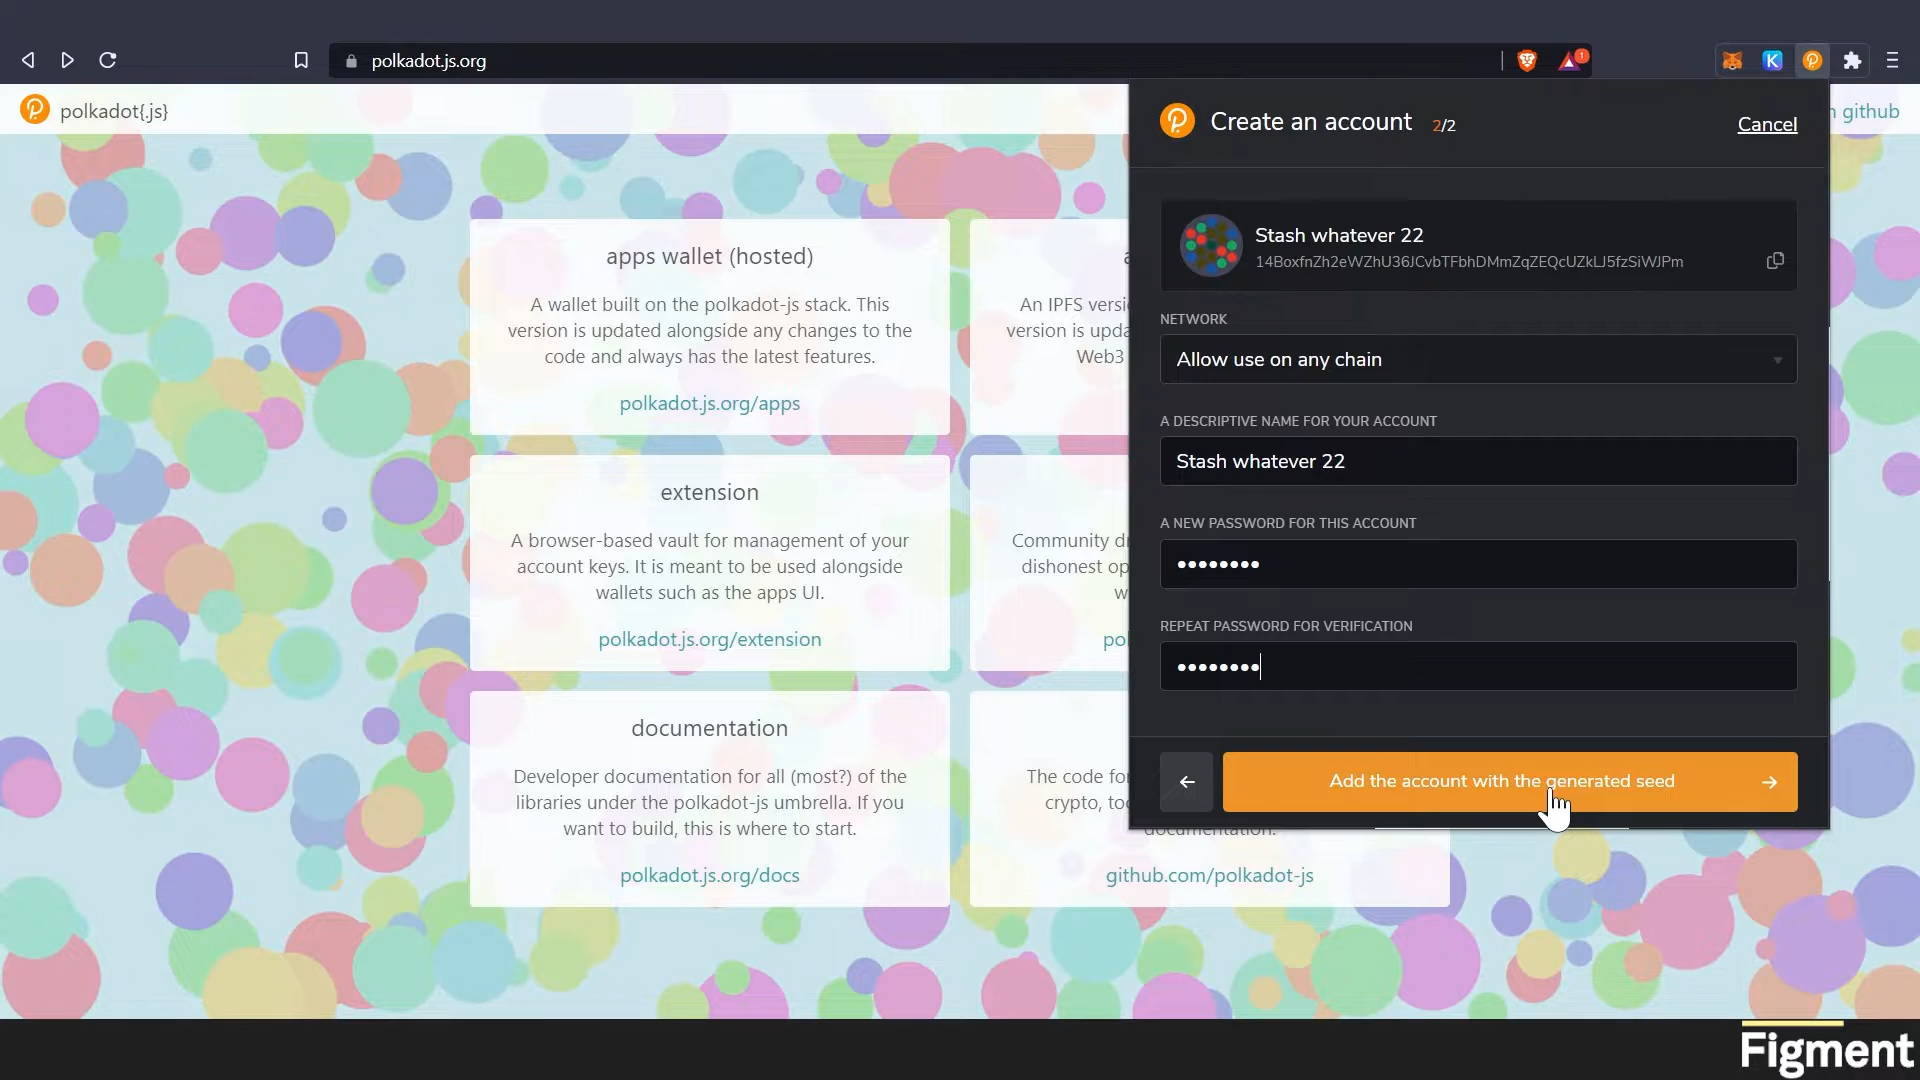 polkadot.js.org
1
polkadot{.js}
github
apps wallet (hosted)
A wallet built on the polkadot-js stack. This
version is updated alongside any changes to the
code and always has the latest features.
polkadot.js.org/apps
An IPFS versi
version is upda
Web3
extension
A browser-based vault for management of your
account keys. It is meant to be used alongside
wallets such as the apps UI.
polkadot.js.org/extension
Community d
dishonest op
w
pol
documentation
Developer documentation for all (most?) of the
libraries under the polkadot-js umbrella. If you
want to build, this is where to start.
polkadot.js.org/docs
The code for
crypto, too
documentation.
github.com/polkadot-js
Create an account 2/2
Cancel
Stash whatever 22
14BoxfnZh2eWZhU36JCvbTFbhDMmZqZEQcUZkLJ5fzSiWJPm
NETWORK
Allow use on any chain
A DESCRIPTIVE NAME FOR YOUR ACCOUNT
Stash whatever 22
A NEW PASSWORD FOR THIS ACCOUNT
••••••••
REPEAT PASSWORD FOR VERIFICATION
••••••••
Add the account with the generated seed
Figment